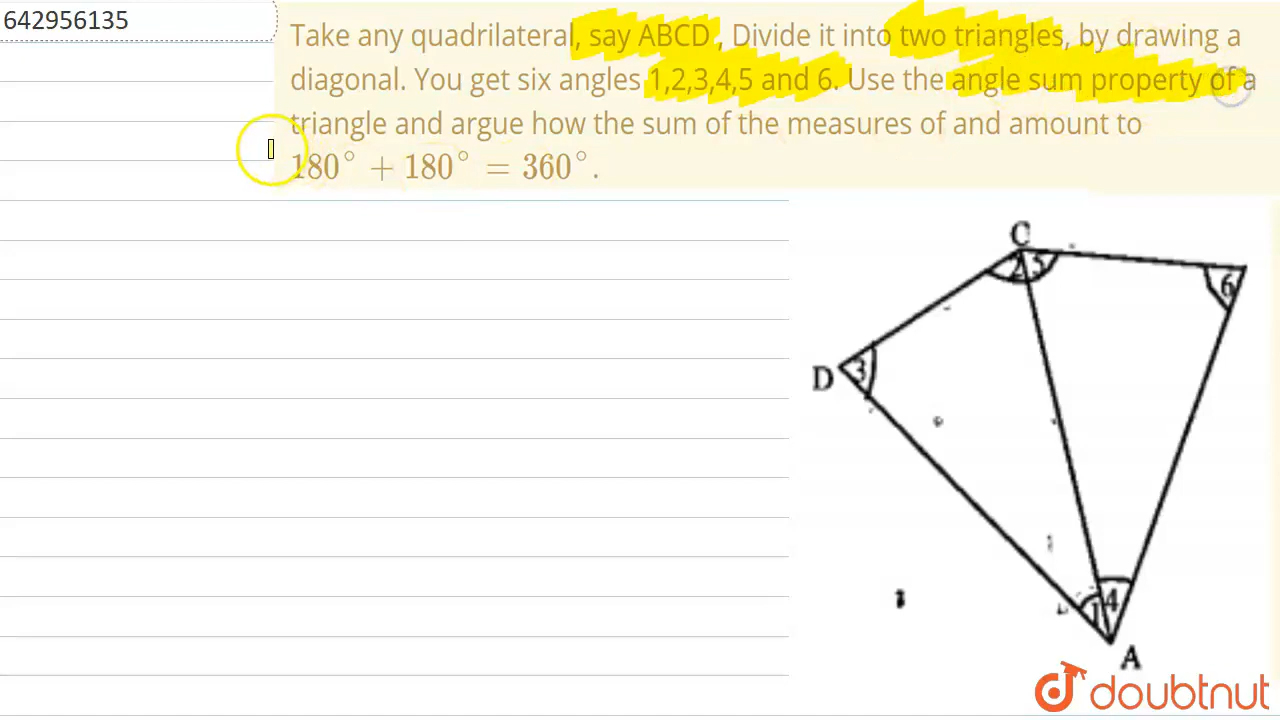 642956135
Take any quadrilateral, say ABCD , Divide it into two triangles, by drawing a
diagonal. You get six angles 1,2,3,4,5 and 6. Use the angle sum property of a
triangle and argue how the sum of the measures of and amount to
180° + 180° = 360°.
C
2 5
6
D
3
1 4
A
doubtnut